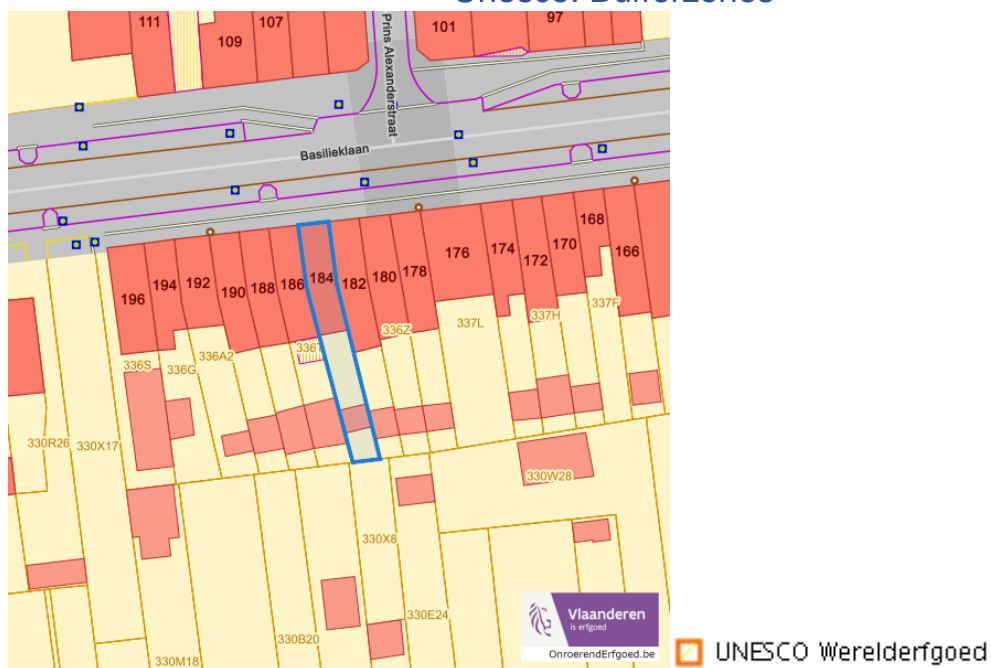 Unesco: Bufferzones
111
107
109
101
97
Prins Alexanderstraat
Basilieklaan
196
194
192
190
188
186
184
182
180
178
176
174
172
170
168
166
336S
336G
336A2
336Z
337L
337H
337F
330R26
330X17
330W28
330X8
330E24
330B20
330M18
Vlaanderen
is erfgoed
OnroerendErfgoed.be
UNESCO Werelderfgoed